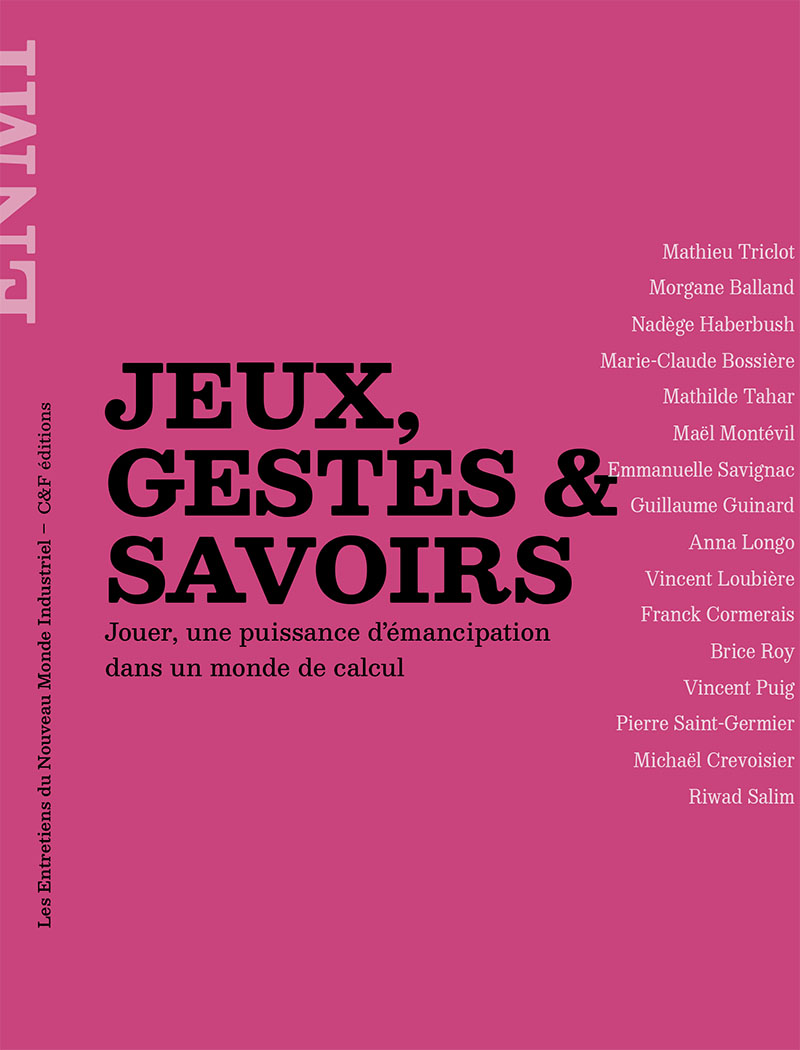 ENMI
Les Entretiens du Nouveau Monde Industriel – C&F éditions
JEUX,
GESTES &
SAVOIRS
Jouer, une puissance d’émancipation
dans un monde de calcul
Mathieu Triclot
Morgane Balland
Nadège Haberbush
Marie-Claude Bossière
Mathilde Tahar
Maël Montévil
Emmanuelle Savignac
Guillaume Guinard
Anna Longo
Vincent Loubière
Franck Cormerais
Brice Roy
Vincent Puig
Pierre Saint-Germier
Michaël Crevoisier
Riwad Salim